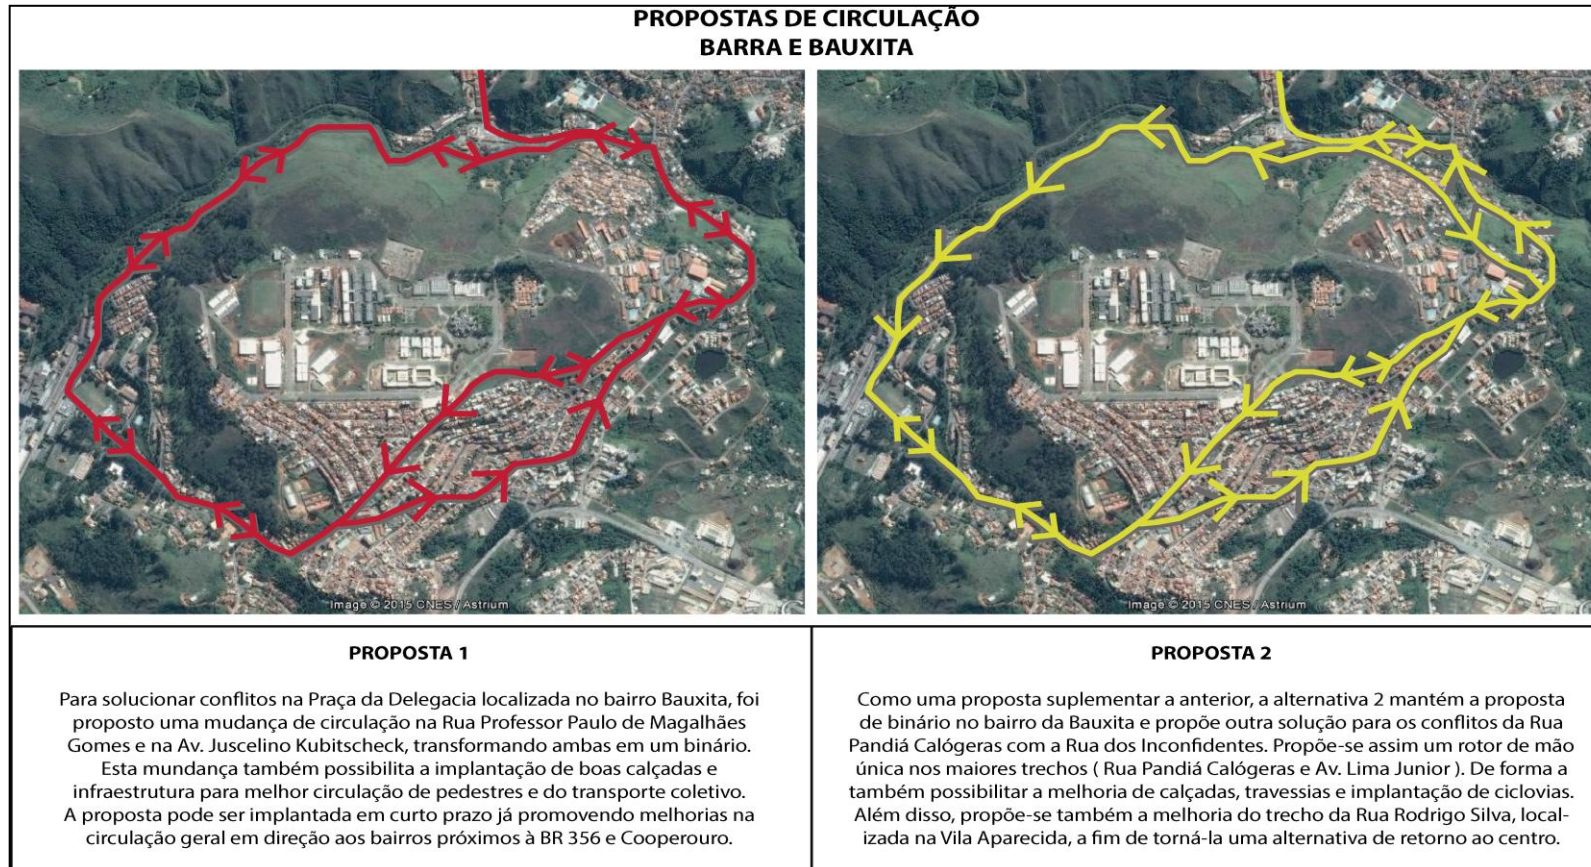 PROPOSTAS DE CIRCULAÇÃO
BARRA E BAUXITA
Image © 2015 CNES / Astrium
Image © 2015 CNES / Astrium
PROPOSTA 1
Para solucionar conflitos na Praça da Delegacia localizada no bairro Bauxita, foi
proposto uma mudança de circulação na Rua Professor Paulo de Magalhães
Gomes e na Av. Juscelino Kubitscheck, transformando ambas em um binário.
Esta mundança também possibilita a implantação de boas calçadas e
infraestrutura para melhor circulação de pedestres e do transporte coletivo.
A proposta pode ser implantada em curto prazo já promovendo melhorias na
circulação geral em direção aos bairros próximos à BR 356 e Cooperouro.
PROPOSTA 2
Como uma proposta suplementar a anterior, a alternativa 2 mantém a proposta
de binário no bairro da Bauxita e propõe outra solução para os conflitos da Rua
Pandiá Calógeras com a Rua dos Inconfidentes. Propõe-se assim um rotor de mão
única nos maiores trechos ( Rua Pandiá Calógeras e Av. Lima Junior ). De forma a
também possibilitar a melhoria de calçadas, travessias e implantação de ciclovias.
Além disso, propõe-se também a melhoria do trecho da Rua Rodrigo Silva, local-
izada na Vila Aparecida, a fim de torná-la uma alternativa de retorno ao centro.